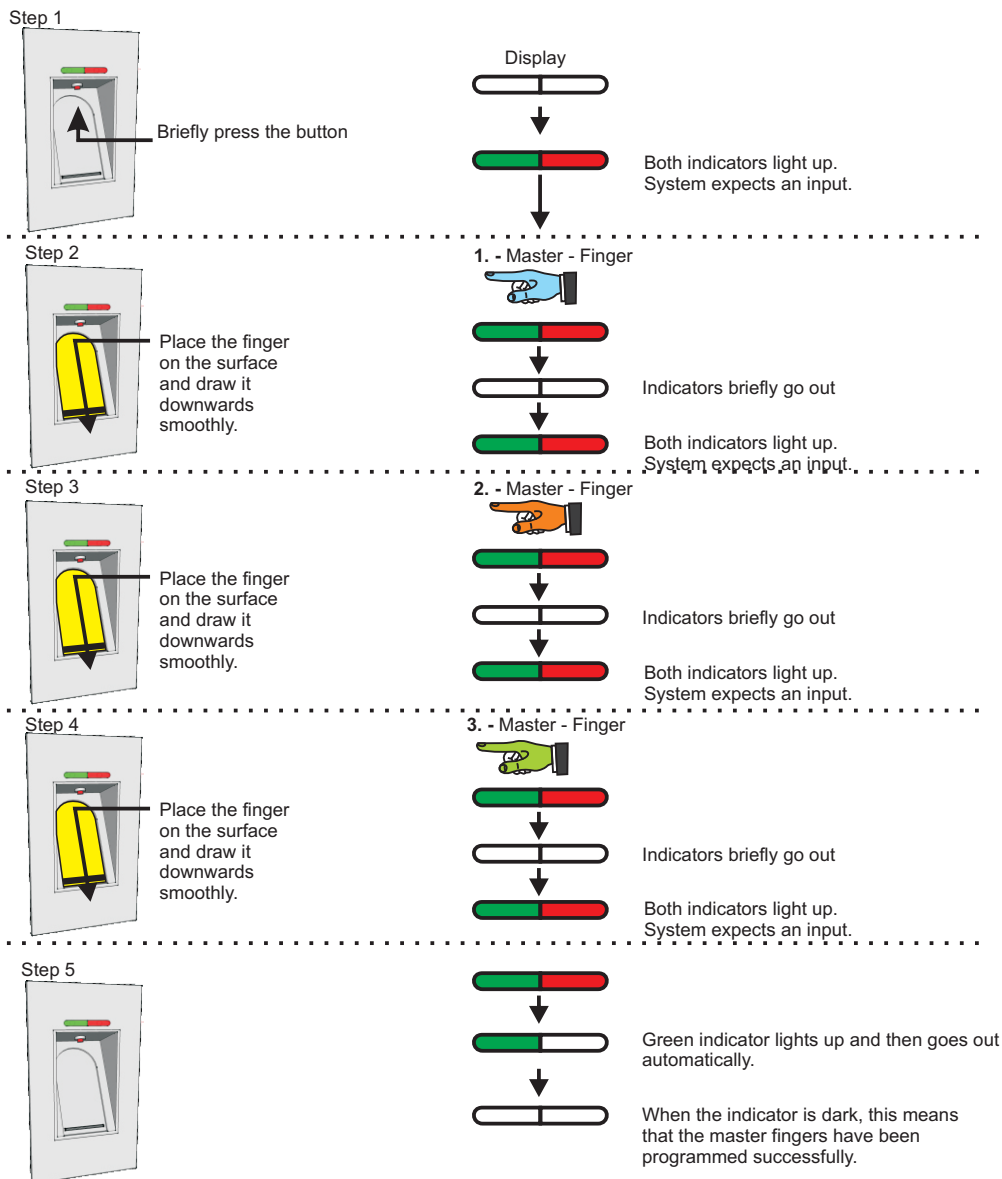 Step 1
Briefly press the button
Display
Both indicators light up.
System expects an input.
Step 2
Place the finger
on the surface
and draw it
downwards
smoothly.
1. - Master - Finger
Indicators briefly go out
Both indicators light up.
System expects an input.
Step 3
Place the finger
on the surface
and draw it
downwards
smoothly.
2. - Master - Finger
Indicators briefly go out
Both indicators light up.
System expects an input.
Step 4
Place the finger
on the surface
and draw it
downwards
smoothly.
3. - Master - Finger
Indicators briefly go out
Both indicators light up.
System expects an input.
Step 5
Green indicator lights up and then goes out
automatically.
When the indicator is dark, this means
that the master fingers have been
programmed successfully.